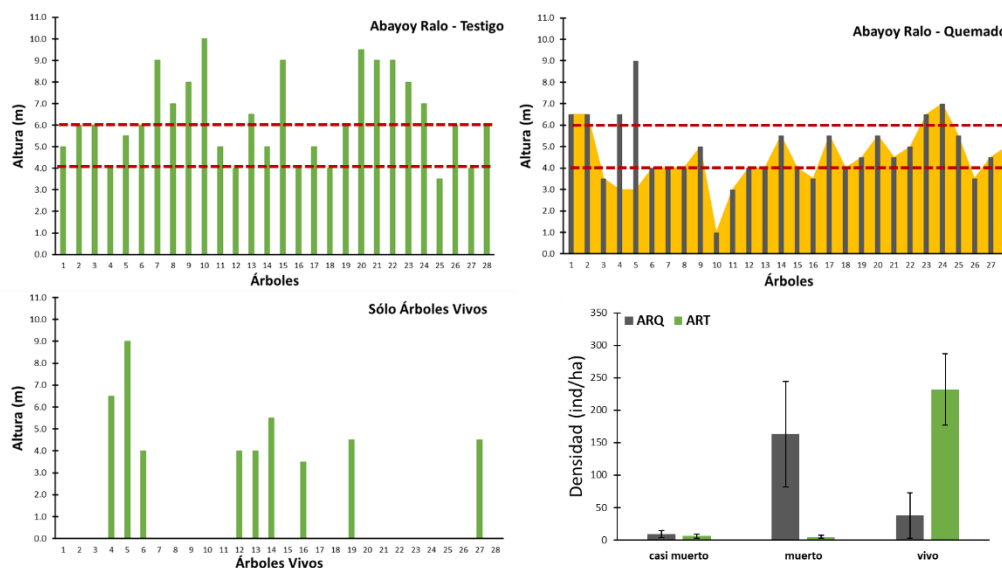 Abayoy Ralo - Testigo
Altura (m)
11.0
10.0
9.0
8.0
7.0
6.0
5.0
4.0
3.0
2.0
1.0
0.0
1 2 3 4 5 6 7 8 9 10 11 12 13 14 15 16 17 18 19 20 21 22 23 24 25 26 27 28
Árboles
Abayoy Ralo - Quemado
Altura (m)
11.0
10.0
9.0
8.0
7.0
6.0
5.0
4.0
3.0
2.0
1.0
0.0
1 2 3 4 5 6 7 8 9 10 11 12 13 14 15 16 17 18 19 20 21 22 23 24 25 26 27
Árboles
Sólo Árboles Vivos
Altura (m)
11.0
10.0
9.0
8.0
7.0
6.0
5.0
4.0
3.0
2.0
1.0
0.0
1 2 3 4 5 6 7 8 9 10 11 12 13 14 15 16 17 18 19 20 21 22 23 24 25 26 27 28
Árboles Vivos
ARQ ART
Densidad (ind/ha)
350
300
250
200
150
100
50
0
casi muerto muerto vivo